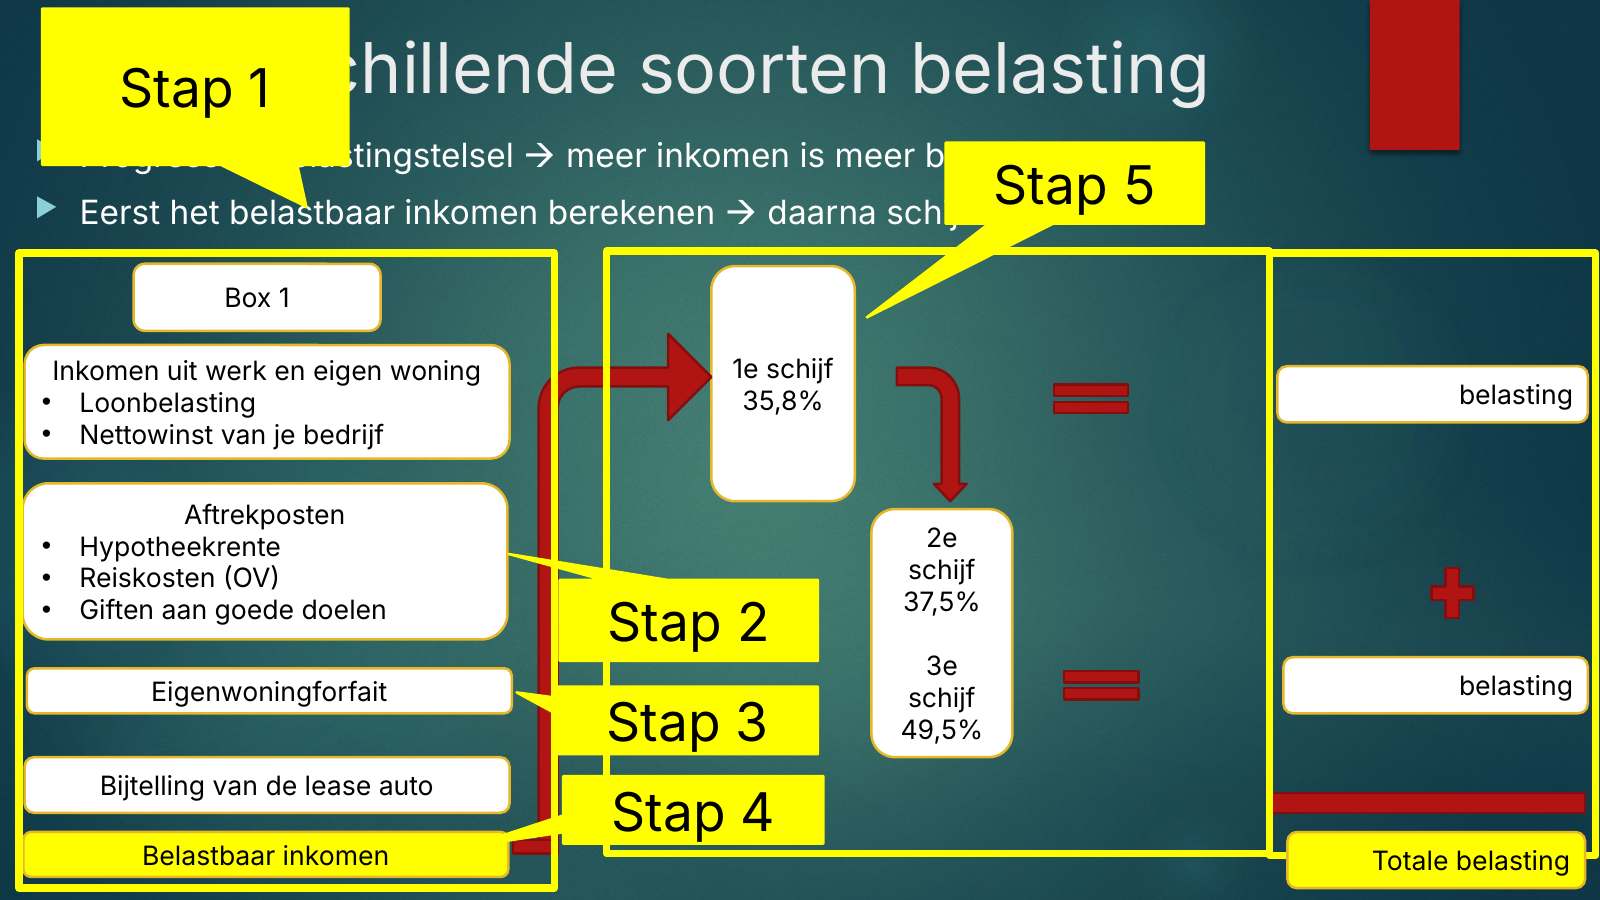 Stap 1
chillende soorten belasting
stingstelsel → meer inkomen is meer
Stap 5
Eerst het belastbaar inkomen berekenen → daarna
Box 1
Inkomen uit werk en eigen woning
• Loonbelasting
• Nettowinst van je bedrijf
1e schijf
35,8%
belasting
Aftrekposten
• Hypotheekrente
• Reiskosten (OV)
• Giften aan goede doelen
2e
schijf
37,5%
Stap 2
3e
schijf
49,5%
belasting
Eigenwoningforfait
Stap 3
Bijtelling van de lease auto
Stap 4
Belastbaar inkomen
Totale belasting